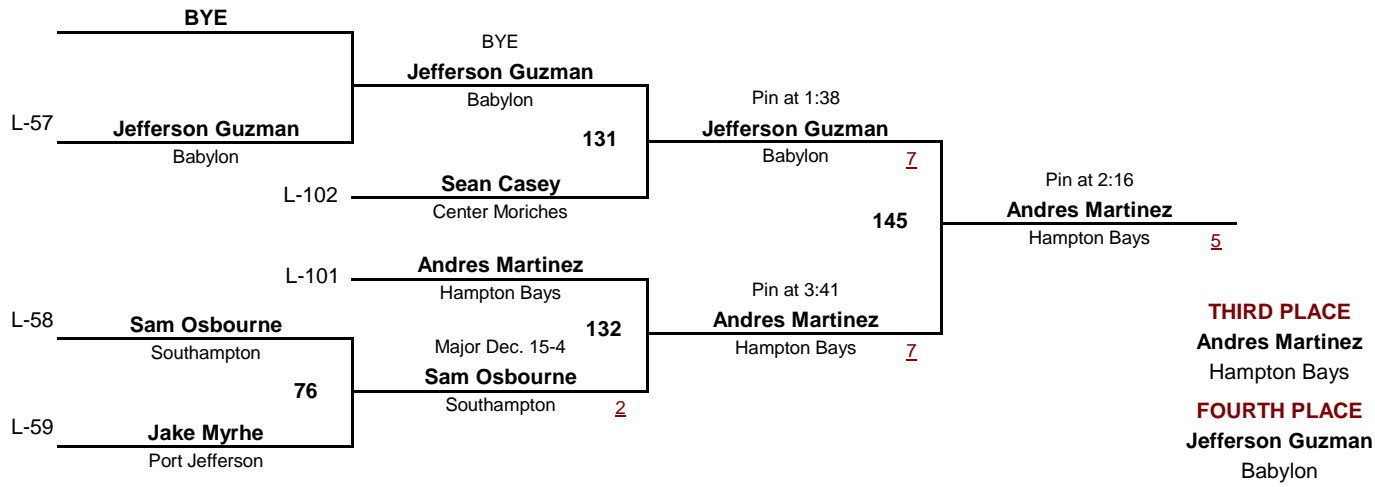 BYE
BYE
Jefferson Guzman
Babylon
Pin at 1:38
L-57
Jefferson Guzman
Babylon
131
Jefferson Guzman
Babylon
7
L-102
Sean Casey
Center Moriches
Pin at 2:16
145
Andres Martinez
Hampton Bays
5
L-101
Andres Martinez
Hampton Bays
Pin at 3:41
L-58
Sam Osbourne
Southampton
132
Andres Martinez
Hampton Bays
7
Major Dec. 15-4
76
Sam Osbourne
Southampton
2
L-59
Jake Myrhe
Port Jefferson
THIRD PLACE
Andres Martinez
Hampton Bays
FOURTH PLACE
Jefferson Guzman
Babylon